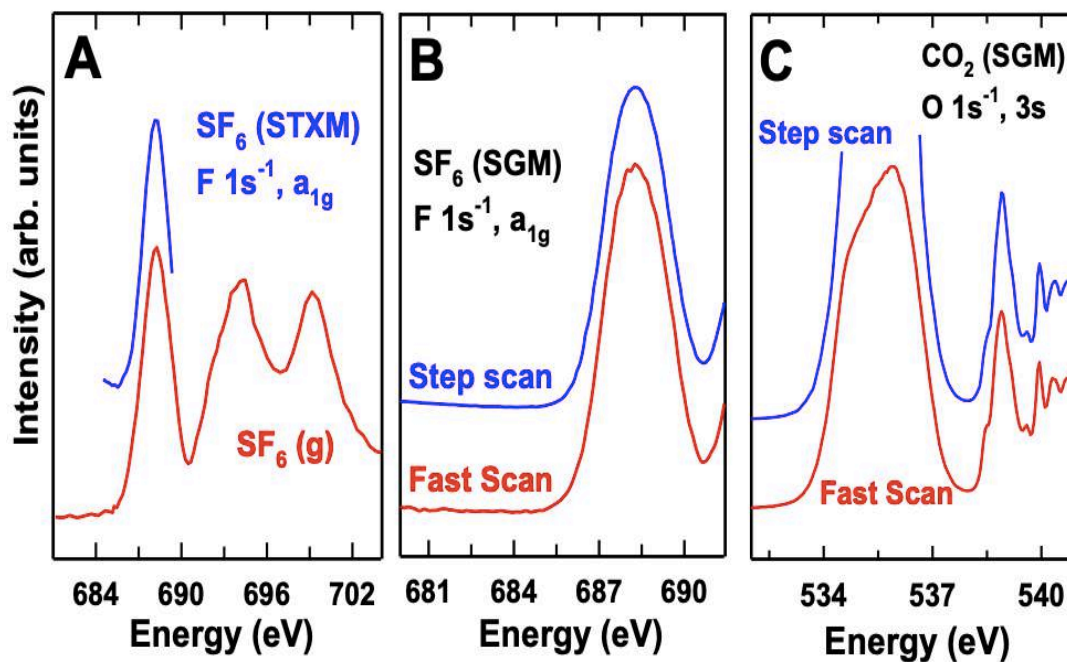 Intensity (arb. units)
A
SF₆ (STXM)
F 1s⁻¹, a₁g
SF₆ (g)
684 690 696 702
Energy (eV)
B
SF₆ (SGM)
F 1s⁻¹, a₁g
Step scan
Fast Scan
681 684 687 690
Energy (eV)
C
CO₂ (SGM)
O 1s⁻¹, 3s
Step scan
Fast Scan
534 537 540
Energy (eV)